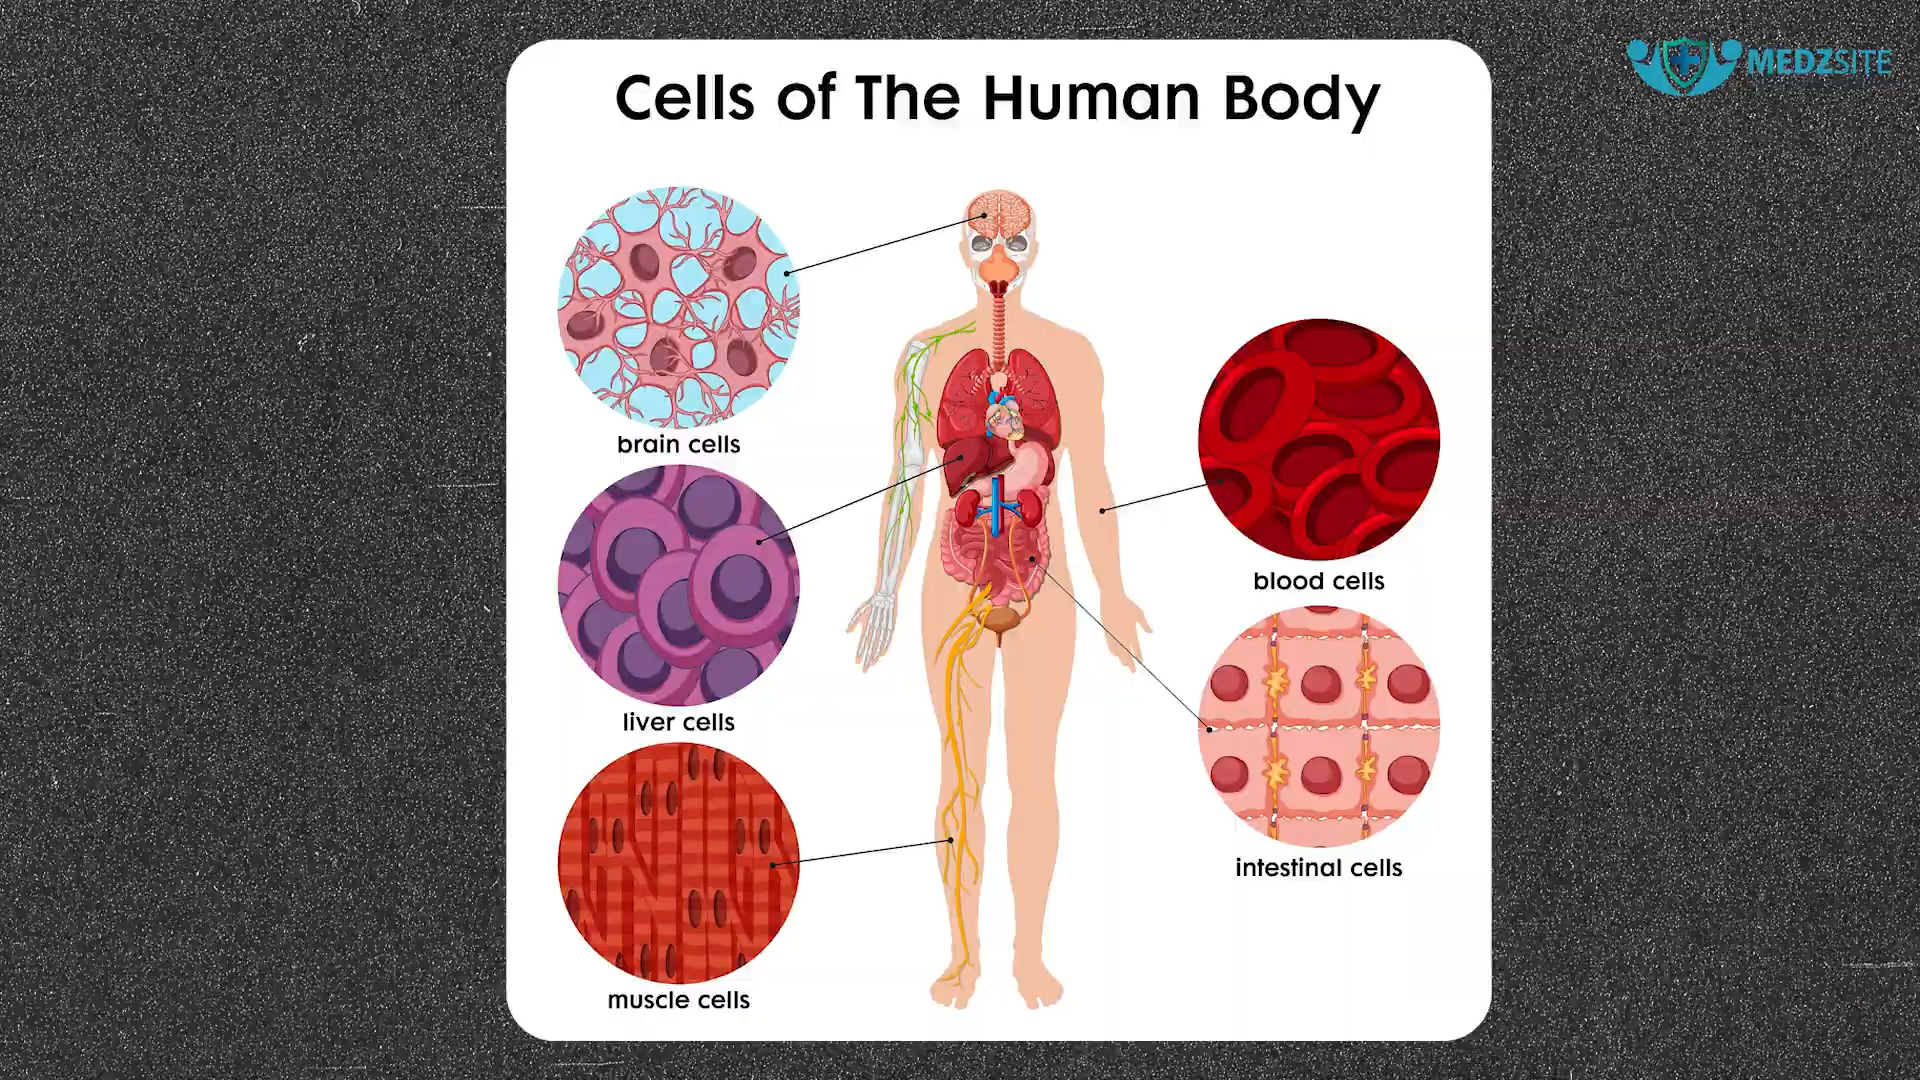 Cells of The Human Body
MEDZSITE
brain cells
liver cells
muscle cells
blood cells
intestinal cells